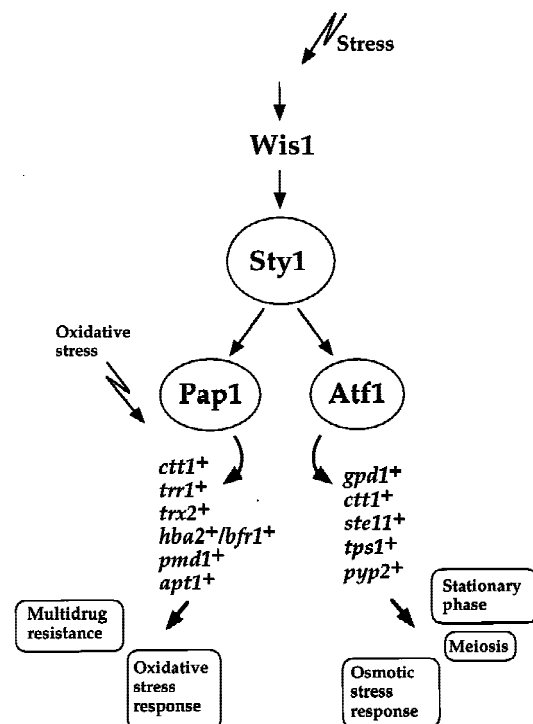 Stress
Wis1
Sty1
Oxidative
stress
Pap1
Atf1
ctt1+
trr1+
trx2+
hba2+/bfr1+
pmd1+
apt1+
gpd1+
ctt1+
ste11+
tps1+
pyp2+
Multidrug
resistance
Oxidative
stress
response
Stationary
phase
Meiosis
Osmotic
stress
response